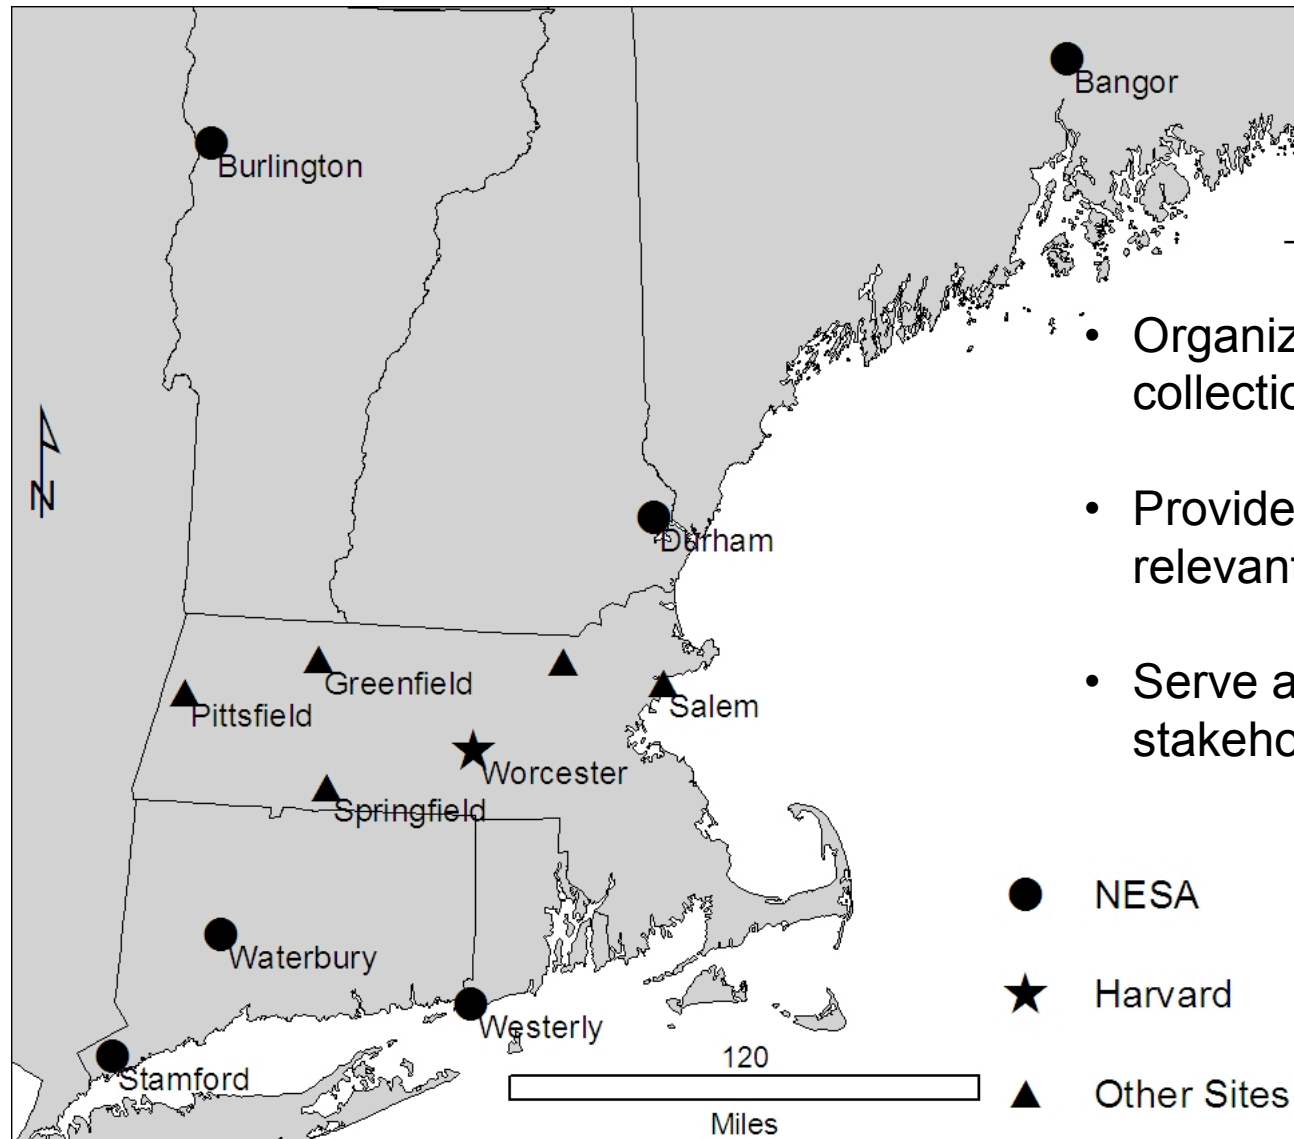 Bangor
Burlington
• Organiz
collectio
N
• Provide
Durham
relevant
Greenfield
• Serve a
Pittsfield
Salem
stakeho
Worcester
Springfield
NESA
Waterbury
Harvard
Westerly
120
Stamford
Other Sites
Miles